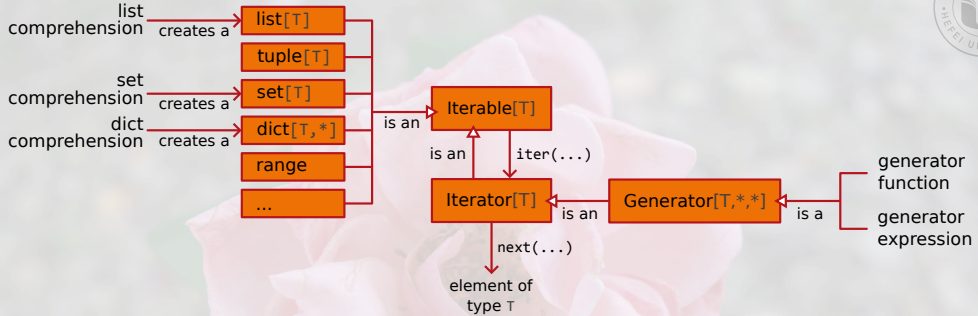 list
comprehension
creates a
list[T]
tuple[T]
set
comprehension
creates a
set[T]
dict
comprehension
creates a
dict[T,*]
range
...
is an
Iterable[T]
is an
iter(...)
Iterator[T]
is an
Generator[T,*,*]
is a
generator
function
generator
expression
next(...)
element of
type T
HEFEI U